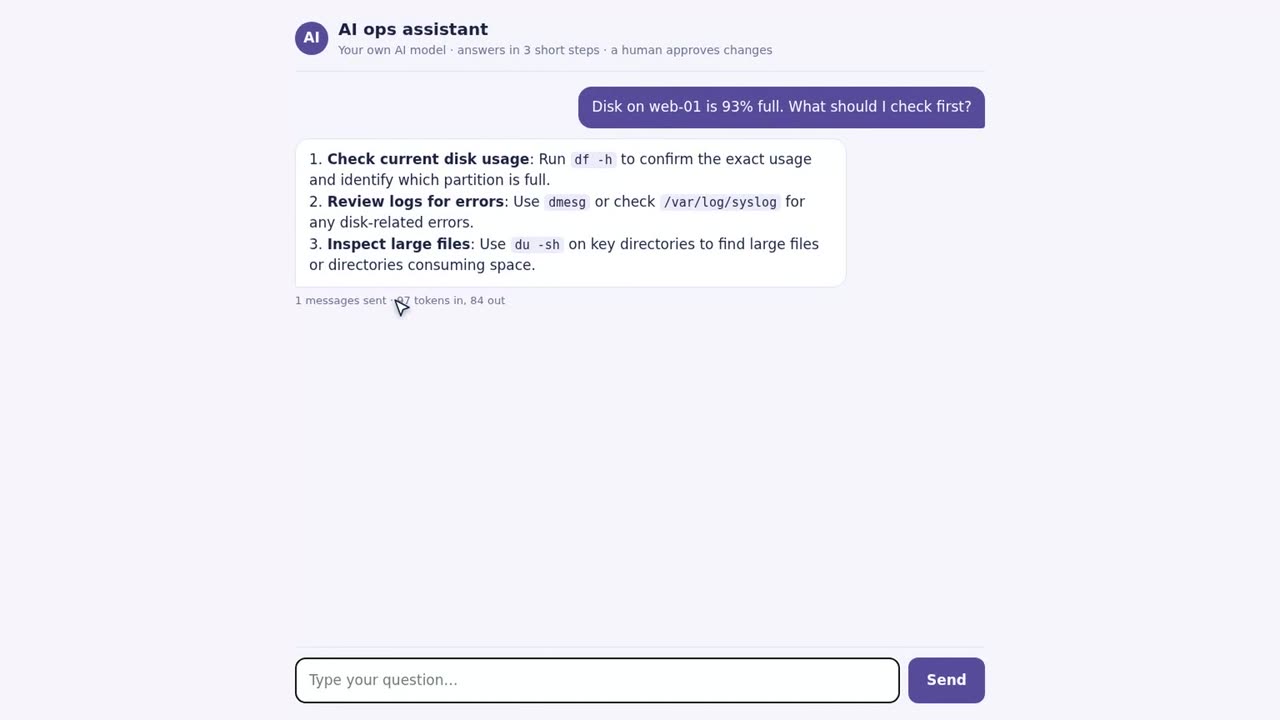 AI
AI ops assistant
Your own AI model · answers in 3 short steps · a human approves changes
Disk on web-01 is 93% full. What should I check first?
1. Check current disk usage: Run df -h to confirm the exact usage
and identify which partition is full.
2. Review logs for errors: Use dmesg or check /var/log/syslog for
any disk-related errors.
3. Inspect large files: Use du -sh on key directories to find large files
or directories consuming space.
1 messages sent · 97 tokens in, 84 out
Type your question...
Send